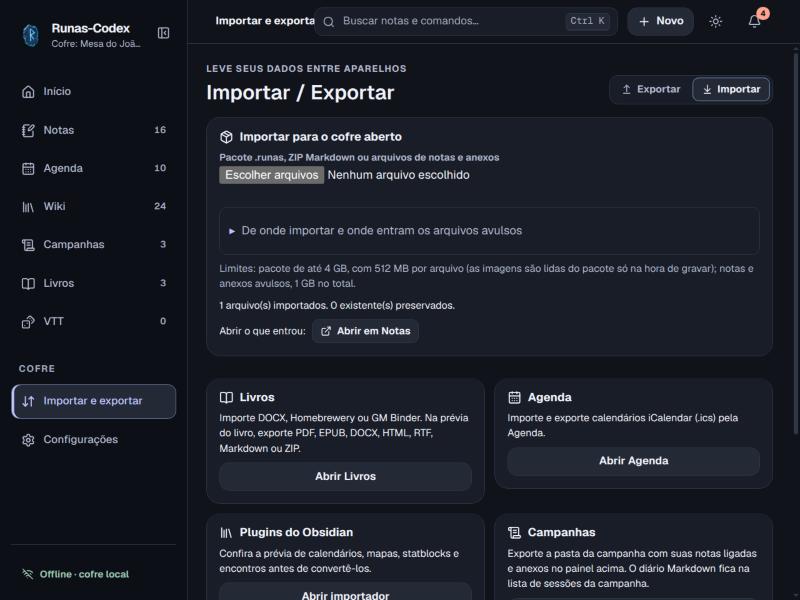 Runas-Codex
Cofre: Mesa do Joã…
Importar e exporta
Buscar notas e comandos…
Ctrl K
Novo
4
Início
Notas 16
Agenda 10
Wiki 24
Campanhas 3
Livros 3
VTT 0
COFRE
Importar e exportar
Configurações
Offline · cofre local
LEVE SEUS DADOS ENTRE APARELHOS
Importar / Exportar
Exportar
Importar
Importar para o cofre aberto
Pacote .runas, ZIP Markdown ou arquivos de notas e anexos
Escolher arquivos Nenhum arquivo escolhido
De onde importar e onde entram os arquivos avulsos
Limites: pacote de até 4 GB, com 512 MB por arquivo (as imagens são lidas do pacote só na hora de gravar); notas e
anexos avulsos, 1 GB no total.
1 arquivo(s) importados. 0 existente(s) preservados.
Abrir o que entrou: Abrir em Notas
Livros
Importe DOCX, Homebrewery ou GM Binder. Na prévia
do livro, exporte PDF, EPUB, DOCX, HTML, RTF,
Markdown ou ZIP.
Abrir Livros
Agenda
Importe e exporte calendários iCalendar (.ics) pela
Agenda.
Abrir Agenda
Plugins do Obsidian
Confira a prévia de calendários, mapas, statblocks e
encontros antes de convertê-los.
Abrir importador
Campanhas
Exporte a pasta da campanha com suas notas ligadas
e anexos no painel acima. O diário Markdown fica na
lista de sessões da campanha.